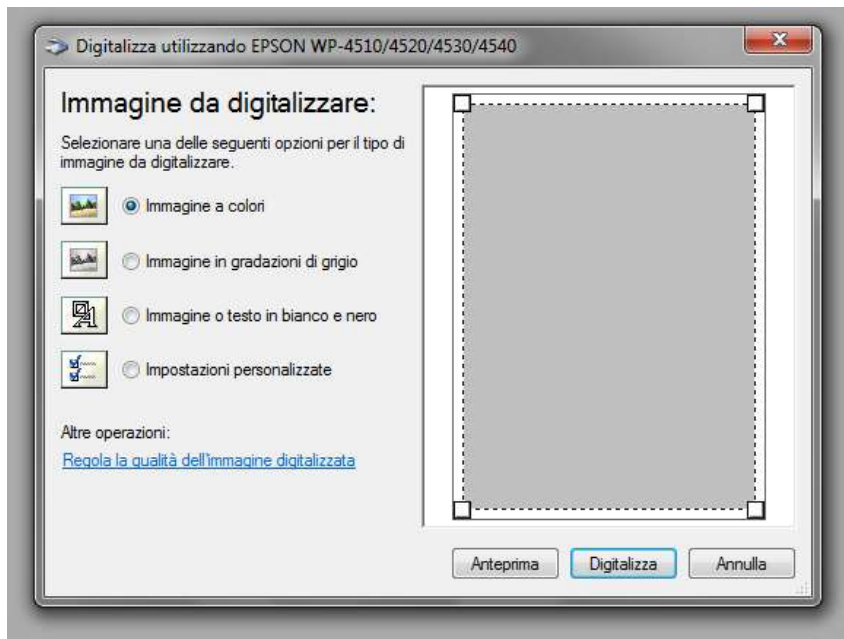 Digitalizza utilizzando EPSON WP-4510/4520/4530/4540
Immagine da digitalizzare:
Selezionare una delle seguenti opzioni per il tipo di
immagine da digitalizzare.
Immagine a colori
Immagine in gradazioni di grigio
Immagine o testo in bianco e nero
Impostazioni personalizzate
Altre operazioni:
Regola la qualità dell'immagine digitalizzata
Anteprima Digitalizza Annulla